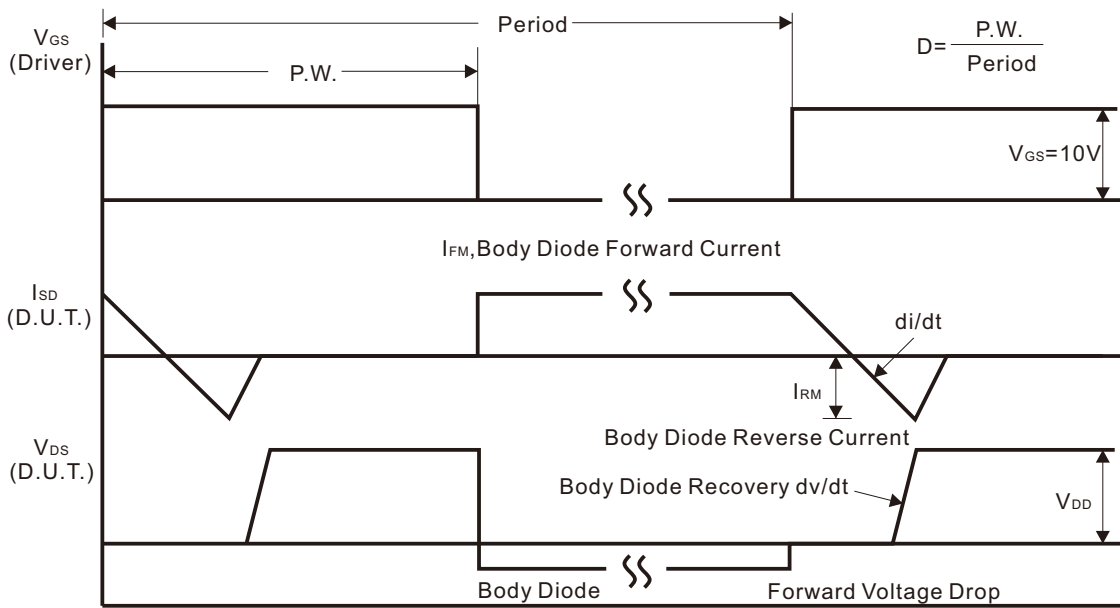 Period
VGS
(Driver)
P.W.
D= P.W.
Period
VGS=10V
IFM,Body Diode Forward Current
ISD
(D.U.T.)
di/dt
IRM
Body Diode Reverse Current
VDS
(D.U.T.)
Body Diode Recovery dv/dt
VDD
Body Diode
Forward Voltage Drop